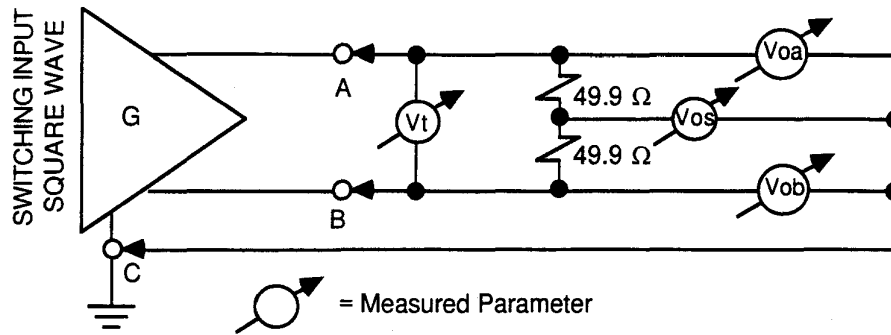 SWITCHING INPUT
SQUARE WAVE
G
A
B
C
Vt
49.9 Ω
49.9 Ω
Voa
Vos
Vob
= Measured Parameter